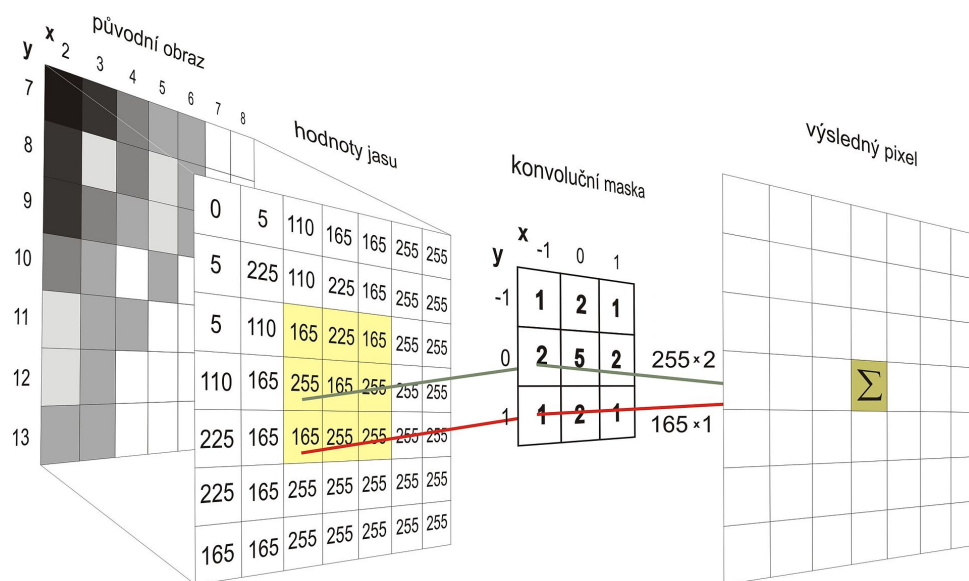 původní obraz
x
y
2 3 4 5 6 7 8
7
8
9
10
11
12
13
hodnoty jasu
0 5 110 165 165 255 255
5 225 110 225 165 255 255
5 110 165 225 165 255 255
110 165 255 165 255 255 255
225 165 165 255 255 255 255
225 165 255 255 255 255 255
165 165 255 255 255 255 255
konvoluční maska
x
-1 0 1
y
-1 1 2 1
0 2 5 2
1 1 2 1
255×2
165×1
výsledný pixel
Σ